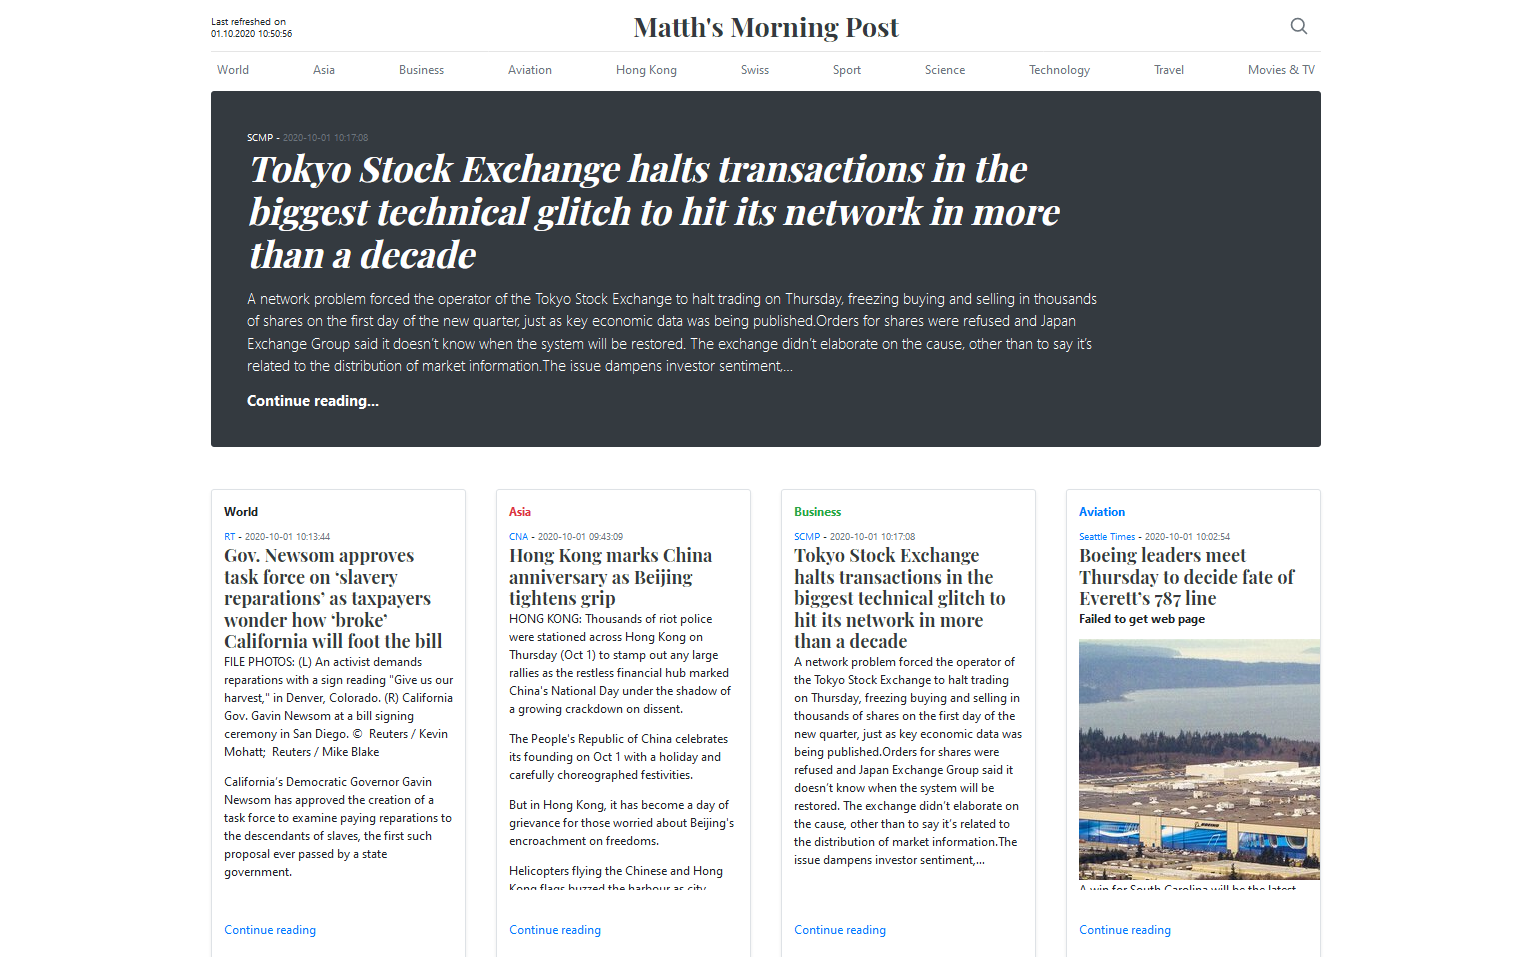 Last refreshed on
01.10.2020 10:50:56
Matth's Morning Post
World Asia Business Aviation Hong Kong Swiss Sport Science Technology Travel Movies & TV
SCMP - 2020-10-01 10:17:08
Tokyo Stock Exchange halts transactions in the
biggest technical glitch to hit its network in more
than a decade
A network problem forced the operator of the Tokyo Stock Exchange to halt trading on Thursday, freezing buying and selling in thousands
of shares on the first day of the new quarter, just as key economic data was being published.Orders for shares were refused and Japan
Exchange Group said it doesn’t know when the system will be restored. The exchange didn’t elaborate on the cause, other than to say it’s
related to the distribution of market information.The issue dampens investor sentiment,...
Continue reading...
World
RT - 2020-10-01 10:13:44
Gov. Newsom approves
task force on ‘slavery
reparations’ as taxpayers
wonder how ‘broke’
California will foot the bill
FILE PHOTOS: (L) An activist demands
reparations with a sign reading "Give us our
harvest," in Denver, Colorado. (R) California
Gov. Gavin Newsom at a bill signing
ceremony in San Diego. © Reuters / Kevin
Mohatt; Reuters / Mike Blake
California’s Democratic Governor Gavin
Newsom has approved the creation of a
task force to examine paying reparations to
the descendants of slaves, the first such
proposal ever passed by a state
government.
Continue reading
Asia
CNA - 2020-10-01 09:43:09
Hong Kong marks China
anniversary as Beijing
tightens grip
HONG KONG: Thousands of riot police
were stationed across Hong Kong on
Thursday (Oct 1) to stamp out any large
rallies as the restless financial hub marked
China's National Day under the shadow of
a growing crackdown on dissent.
The People's Republic of China celebrates
its founding on Oct 1 with a holiday and
carefully choreographed festivities.
But in Hong Kong, it has become a day of
grievance for those worried about Beijing's
encroachment on freedoms.
Helicopters flying the Chinese and Hong
Kong flags buzzed the harbour as city
Continue reading
Business
SCMP - 2020-10-01 10:17:08
Tokyo Stock Exchange
halts transactions in the
biggest technical glitch to
hit its network in more
than a decade
A network problem forced the operator of
the Tokyo Stock Exchange to halt trading
on Thursday, freezing buying and selling in
thousands of shares on the first day of the
new quarter, just as key economic data was
being published.Orders for shares were
refused and Japan Exchange Group said it
doesn’t know when the system will be
restored. The exchange didn’t elaborate on
the cause, other than to say it’s related to
the distribution of market information.The
issue dampens investor sentiment,...
Continue reading
Aviation
Seattle Times - 2020-10-01 10:02:54
Boeing leaders meet
Thursday to decide fate of
Everett’s 787 line
Failed to get web page
BOEING
A win for South Carolina will be the latest
Continue reading